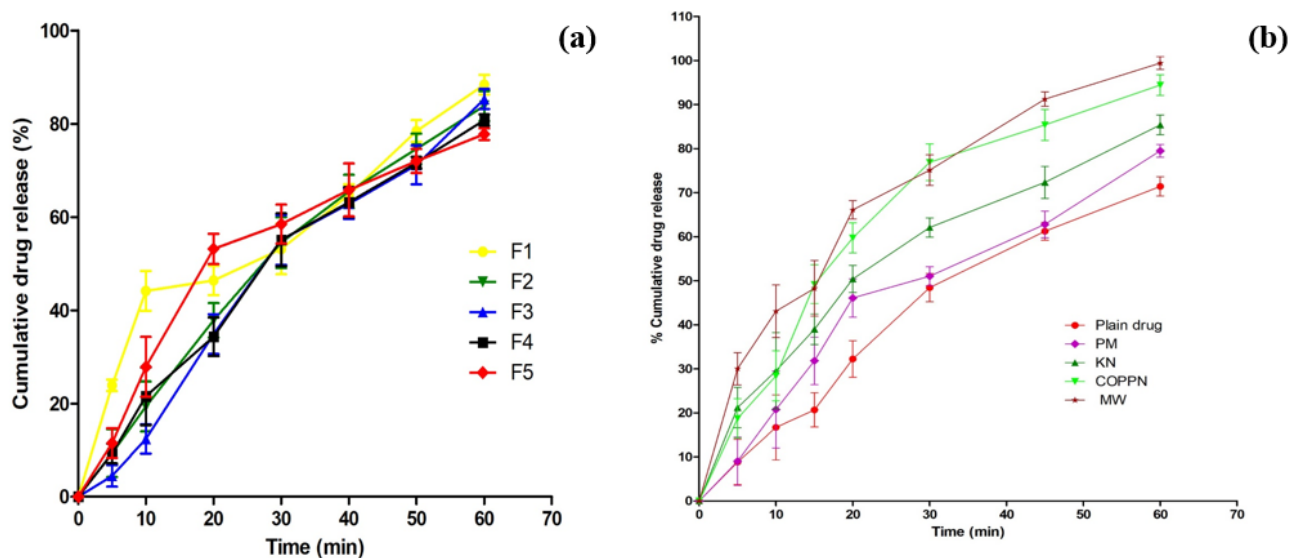 (a)
Cumulative drug release (%)
100
80
60
40
20
0
0 10 20 30 40 50 60 70
Time (min)
F1
F2
F3
F4
F5
(b)
% Cumulative drug release
110
100
90
80
70
60
50
40
30
20
10
0
0 10 20 30 40 50 60 70
Time (min)
Plain drug
PM
KN
COPPN
MW